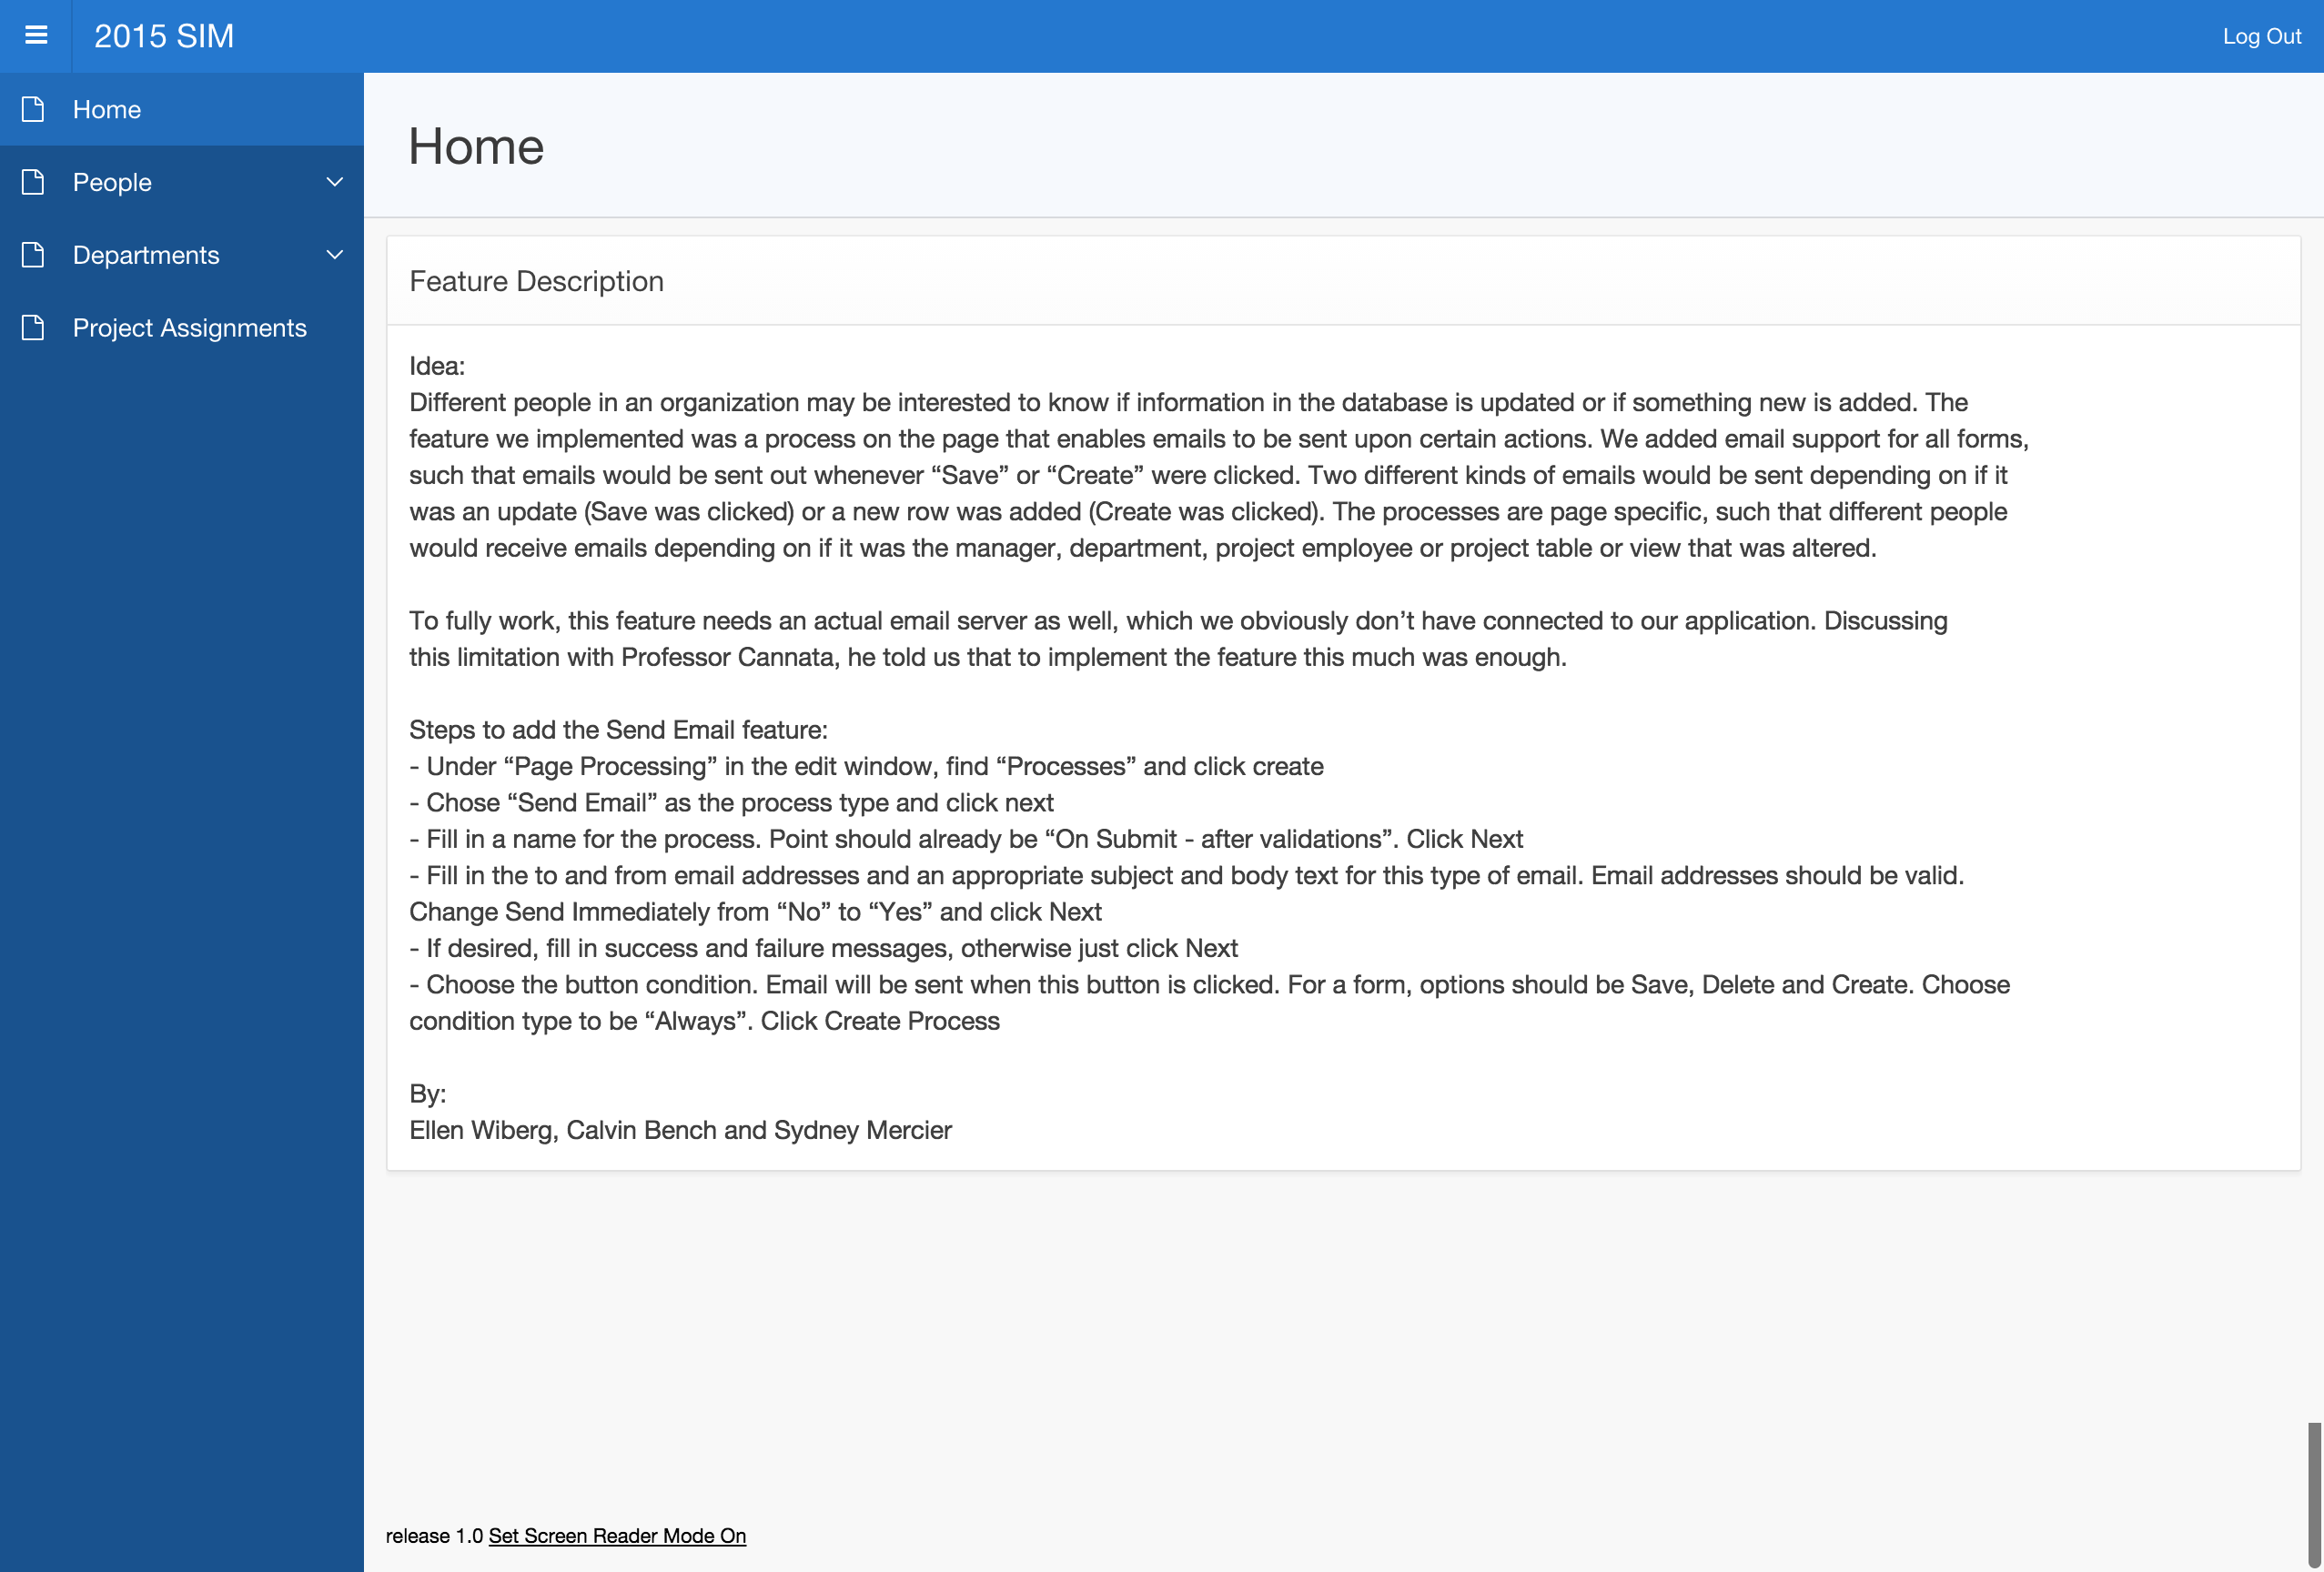 2015 SIM
Log Out
Home
People
Departments
Project Assignments
Home
Feature Description
Idea:
Different people in an organization may be interested to know if information in the database is updated or if something new is added. The
feature we implemented was a process on the page that enables emails to be sent upon certain actions. We added email support for all forms,
such that emails would be sent out whenever “Save” or “Create” were clicked. Two different kinds of emails would be sent depending on if it
was an update (Save was clicked) or a new row was added (Create was clicked). The processes are page specific, such that different people
would receive emails depending on if it was the manager, department, project employee or project table or view that was altered.
To fully work, this feature needs an actual email server as well, which we obviously don’t have connected to our application. Discussing
this limitation with Professor Cannata, he told us that to implement the feature this much was enough.
Steps to add the Send Email feature:
- Under “Page Processing” in the edit window, find “Processes” and click create
- Chose “Send Email” as the process type and click next
- Fill in a name for the process. Point should already be “On Submit - after validations”. Click Next
- Fill in the to and from email addresses and an appropriate subject and body text for this type of email. Email addresses should be valid.
Change Send Immediately from “No” to “Yes” and click Next
- If desired, fill in success and failure messages, otherwise just click Next
- Choose the button condition. Email will be sent when this button is clicked. For a form, options should be Save, Delete and Create. Choose
condition type to be “Always”. Click Create Process
By:
Ellen Wiberg, Calvin Bench and Sydney Mercier
release 1.0 Set Screen Reader Mode On